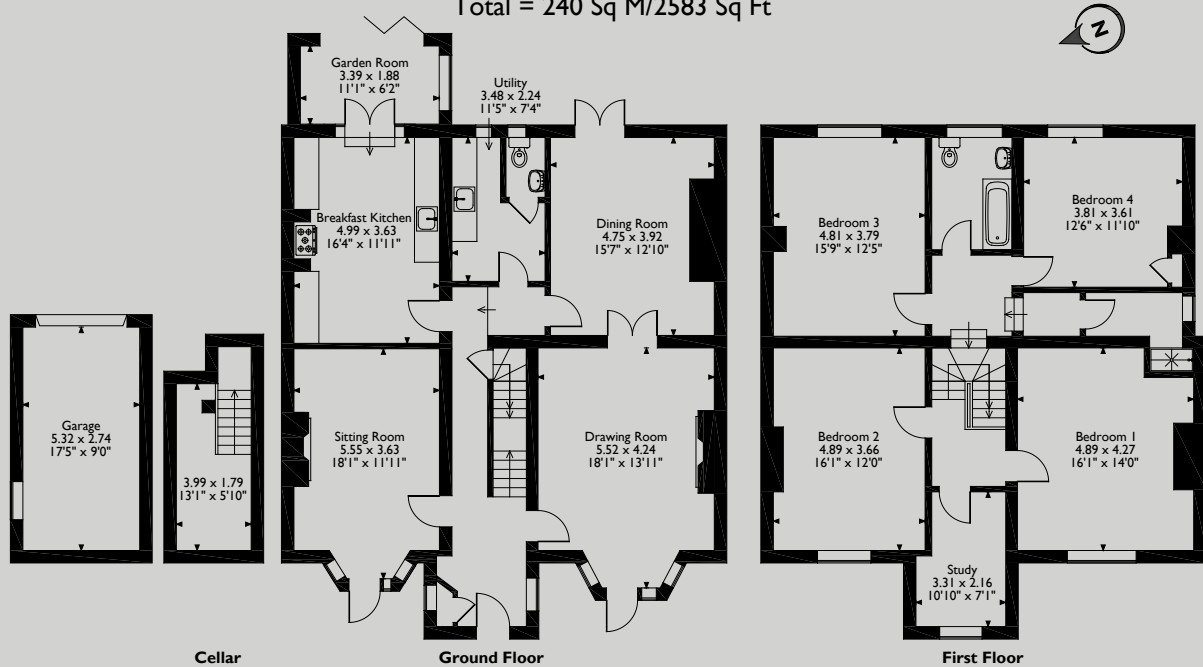 Total = 240 Sq M/2583 Sq Ft
N
Garden Room
3.39 x 1.88
11'1" x 6'2"
Utility
3.48 x 2.24
11'5" x 7'4"
Breakfast Kitchen
4.99 x 3.63
16'4" x 11'11"
Dining Room
4.75 x 3.92
15'7" x 12'10"
Bedroom 3
4.81 x 3.79
15'9" x 12'5"
Bedroom 4
3.81 x 3.61
12'6" x 11'10"
Garage
5.32 x 2.74
17'5" x 9'0"
3.99 x 1.79
13'1" x 5'10"
Sitting Room
5.55 x 3.63
18'1" x 11'11"
Drawing Room
5.52 x 4.24
18'1" x 13'11"
Bedroom 2
4.89 x 3.66
16'1" x 12'0"
Bedroom 1
4.89 x 4.27
16'1" x 14'0"
Study
3.31 x 2.16
10'10" x 7'1"
Cellar
Ground Floor
First Floor